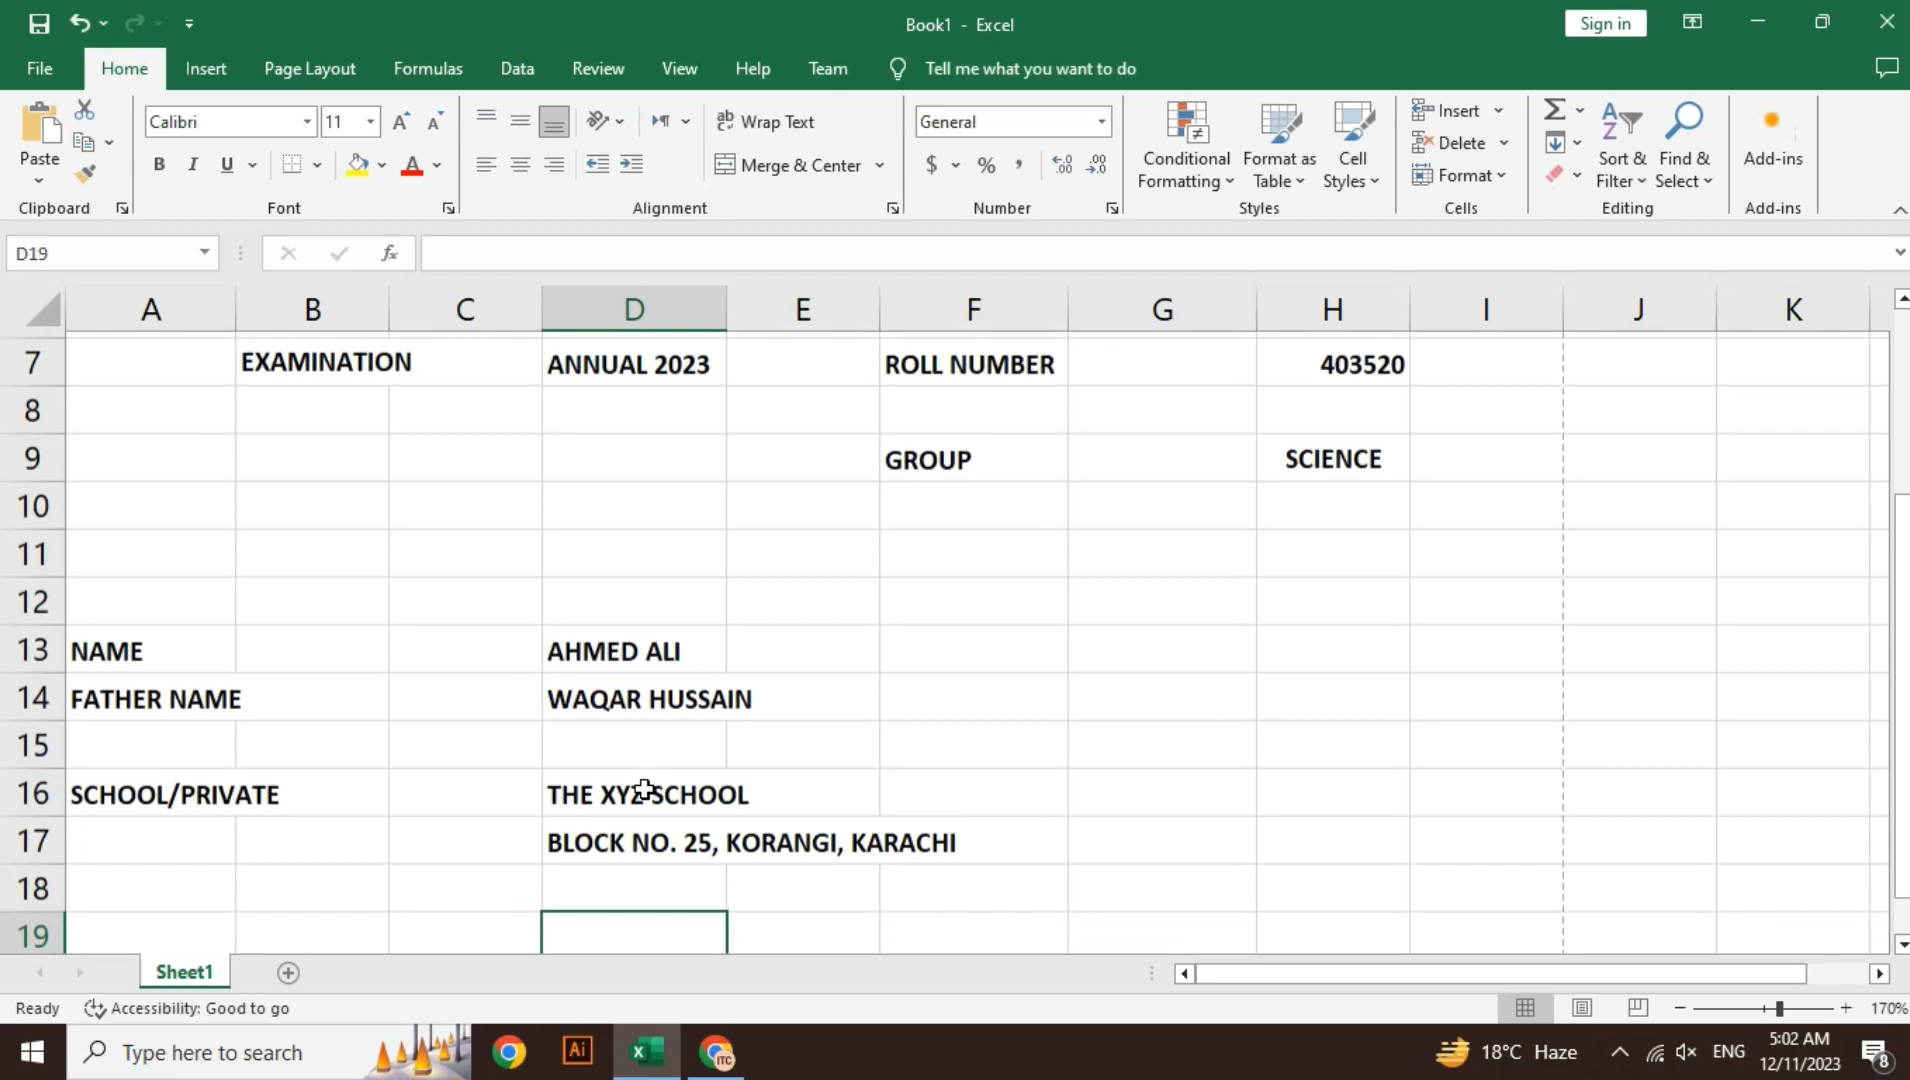 Book1 - Excel
Sign in
File Home Insert Page Layout Formulas Data Review View Help Team Tell me what you want to do
Paste
Clipboard
Calibri 11
B I U
A
Font
Wrap Text
Merge & Center
Alignment
General
$ % ,
Number
Conditional Formatting
Format as Table
Cell Styles
Styles
Insert
Delete
Format
Cells
Sort & Filter
Find & Select
Editing
Add-ins
Add-ins
D19 fx
A B C D E F G H I J K
7 EXAMINATION ANNUAL 2023 ROLL NUMBER 403520
8
9 GROUP SCIENCE
10
11
12
13 NAME AHMED ALI
14 FATHER NAME WAQAR HUSSAIN
15
16 SCHOOL/PRIVATE THE XYZ SCHOOL
17 BLOCK NO. 25, KORANGI, KARACHI
18
19
Sheet1
Ready Accessibility: Good to go 170%
Type here to search Ai ITC 18°C Haze ENG 5:02 AM
12/11/2023 8